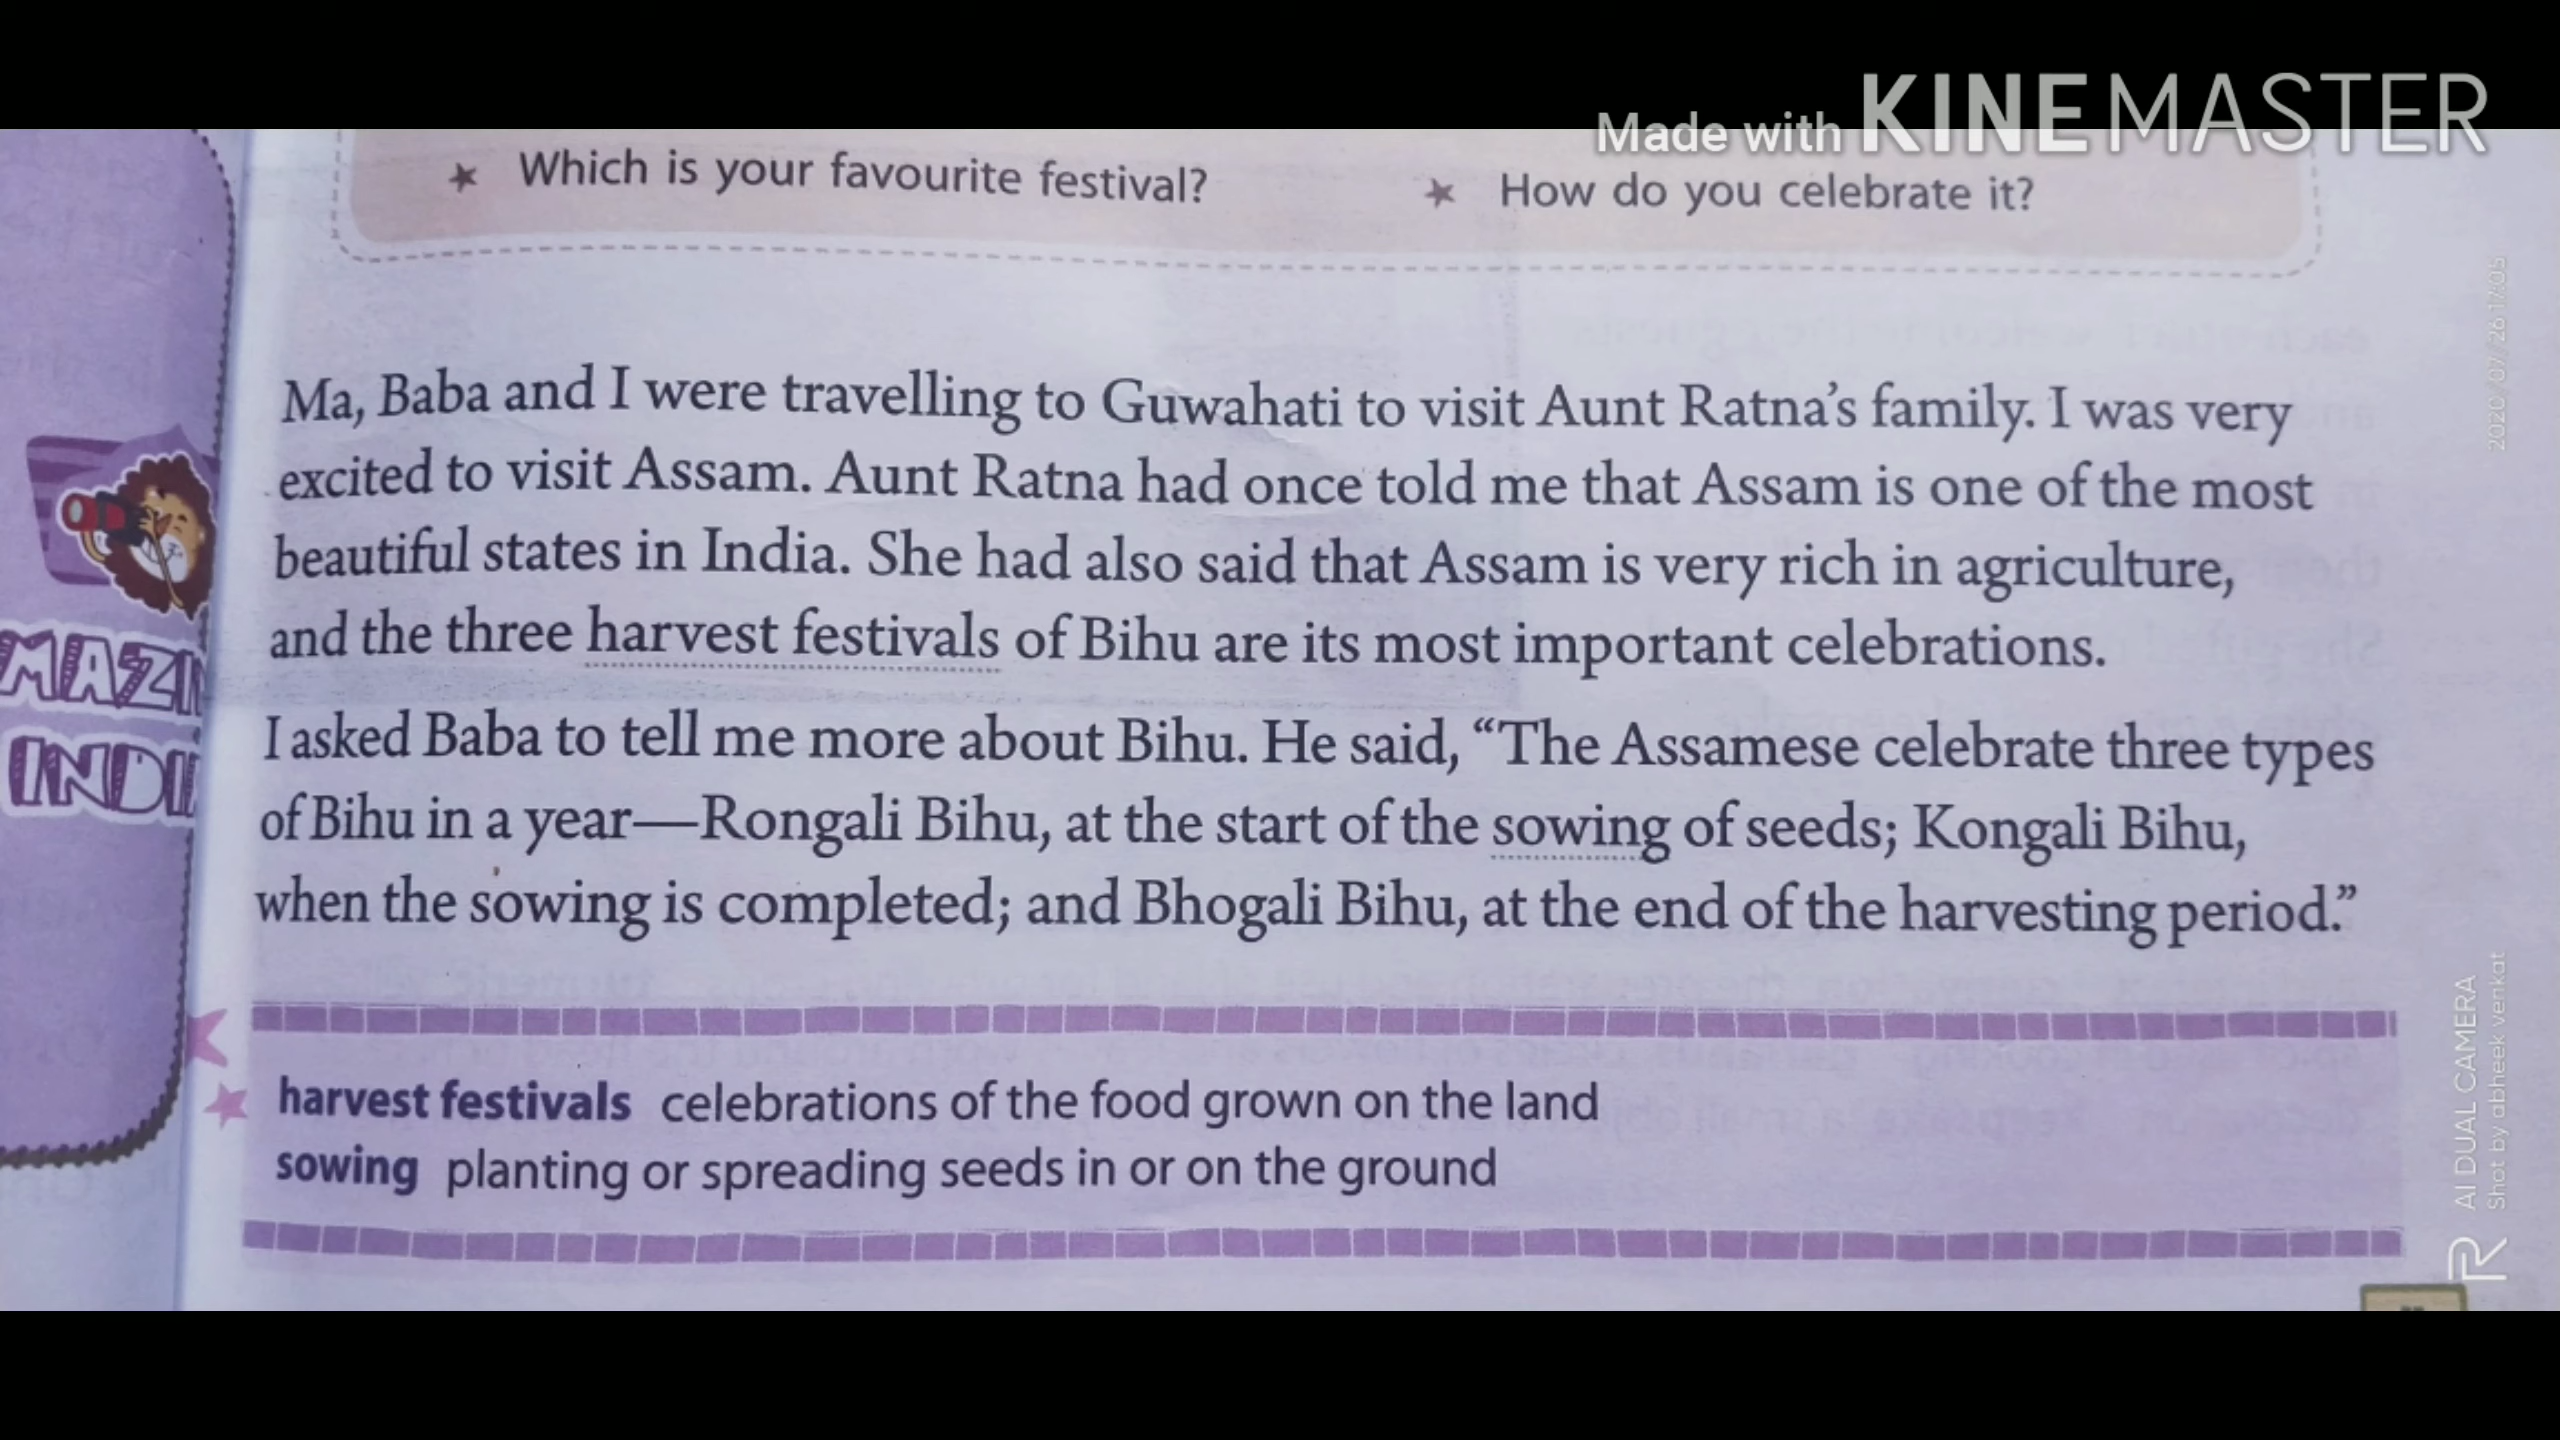 Made with KINEMASTER
★ Which is your favourite festival? ★ How do you celebrate it?
Ma, Baba and I were travelling to Guwahati to visit Aunt Ratna’s family. I was very
excited to visit Assam. Aunt Ratna had once told me that Assam is one of the most
beautiful states in India. She had also said that Assam is very rich in agriculture,
and the three harvest festivals of Bihu are its most important celebrations.
I asked Baba to tell me more about Bihu. He said, “The Assamese celebrate three types
of Bihu in a year—Rongali Bihu, at the start of the sowing of seeds; Kongali Bihu,
when the sowing is completed; and Bhogali Bihu, at the end of the harvesting period.”
harvest festivals celebrations of the food grown on the land
sowing planting or spreading seeds in or on the ground
MAZI
INDI
2020/07/26 17:05
AI DUAL CAMERA
Shot by abheek venkat